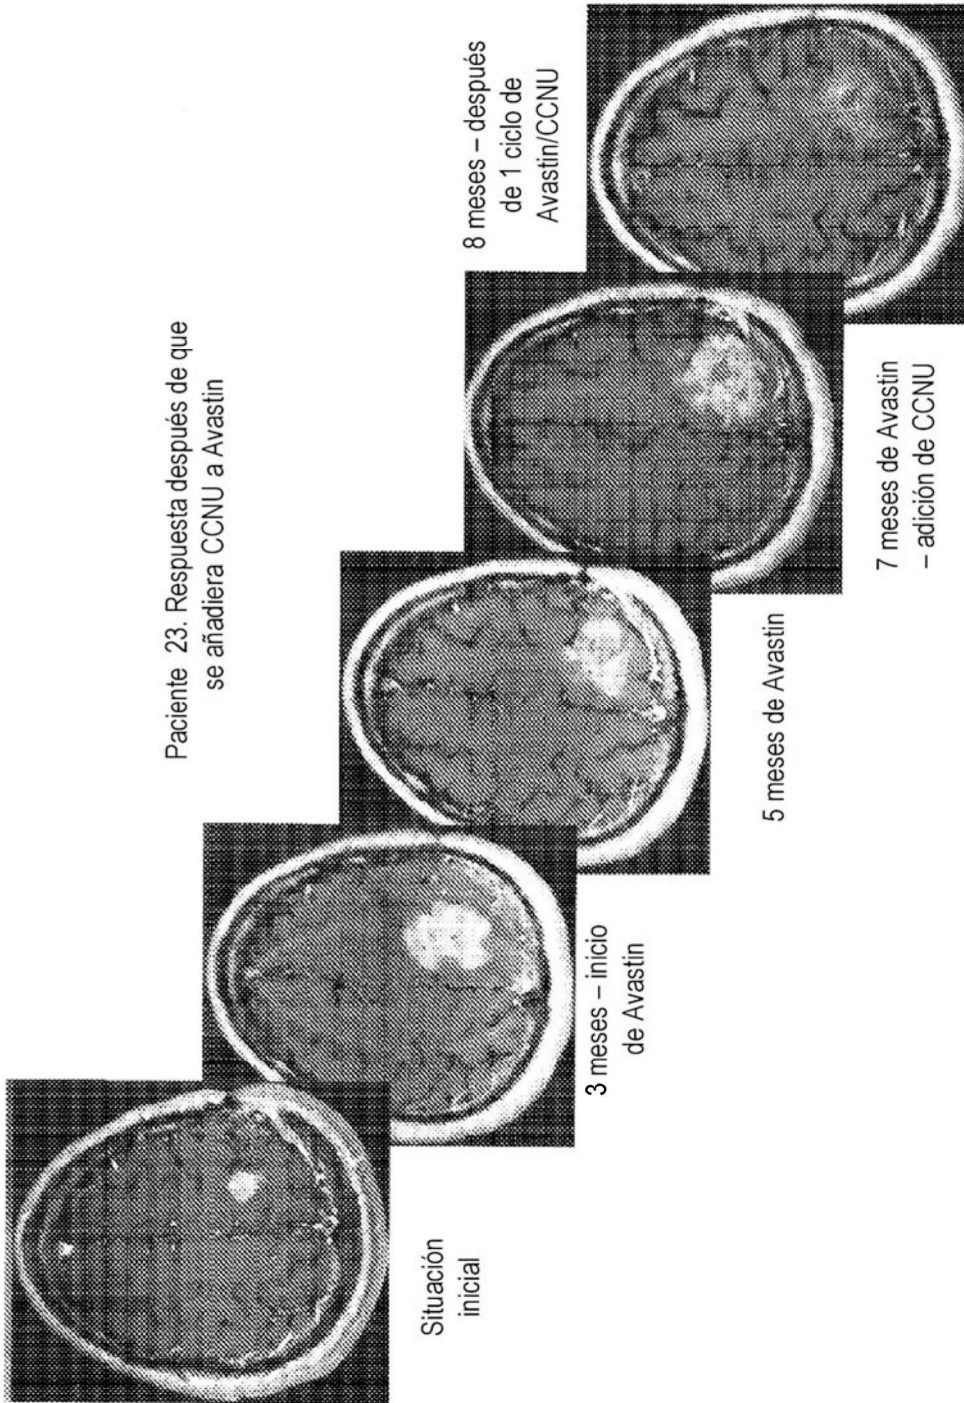 Paciente 23. Respuesta después de que
se añadiera CCNU a Avastin
Situación
inicial
3 meses – inicio
de Avastin
5 meses de Avastin
7 meses de Avastin
– adición de CCNU
8 meses – después
de 1 ciclo de
Avastin/CCNU